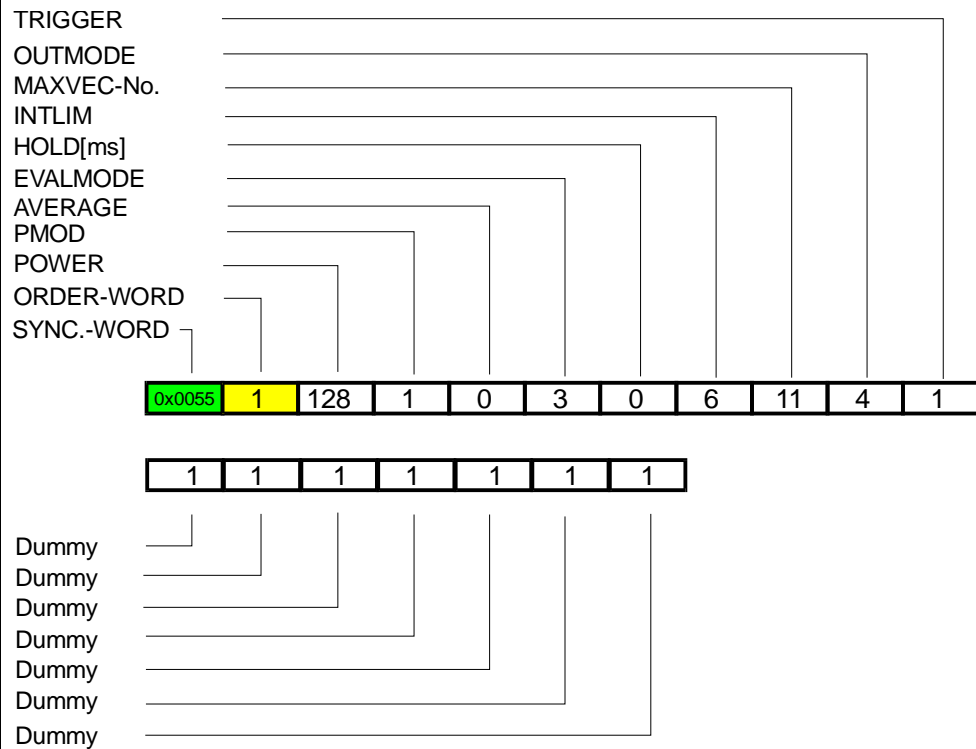 TRIGGER
OUTMODE
MAXVEC-No.
INTLIM
HOLD[ms]
EVALMODE
AVERAGE
PMOD
POWER
ORDER-WORD
SYNC.-WORD
0x0055 1 128 1 0 3 0 6 11 4 1
1 1 1 1 1 1 1
Dummy
Dummy
Dummy
Dummy
Dummy
Dummy
Dummy